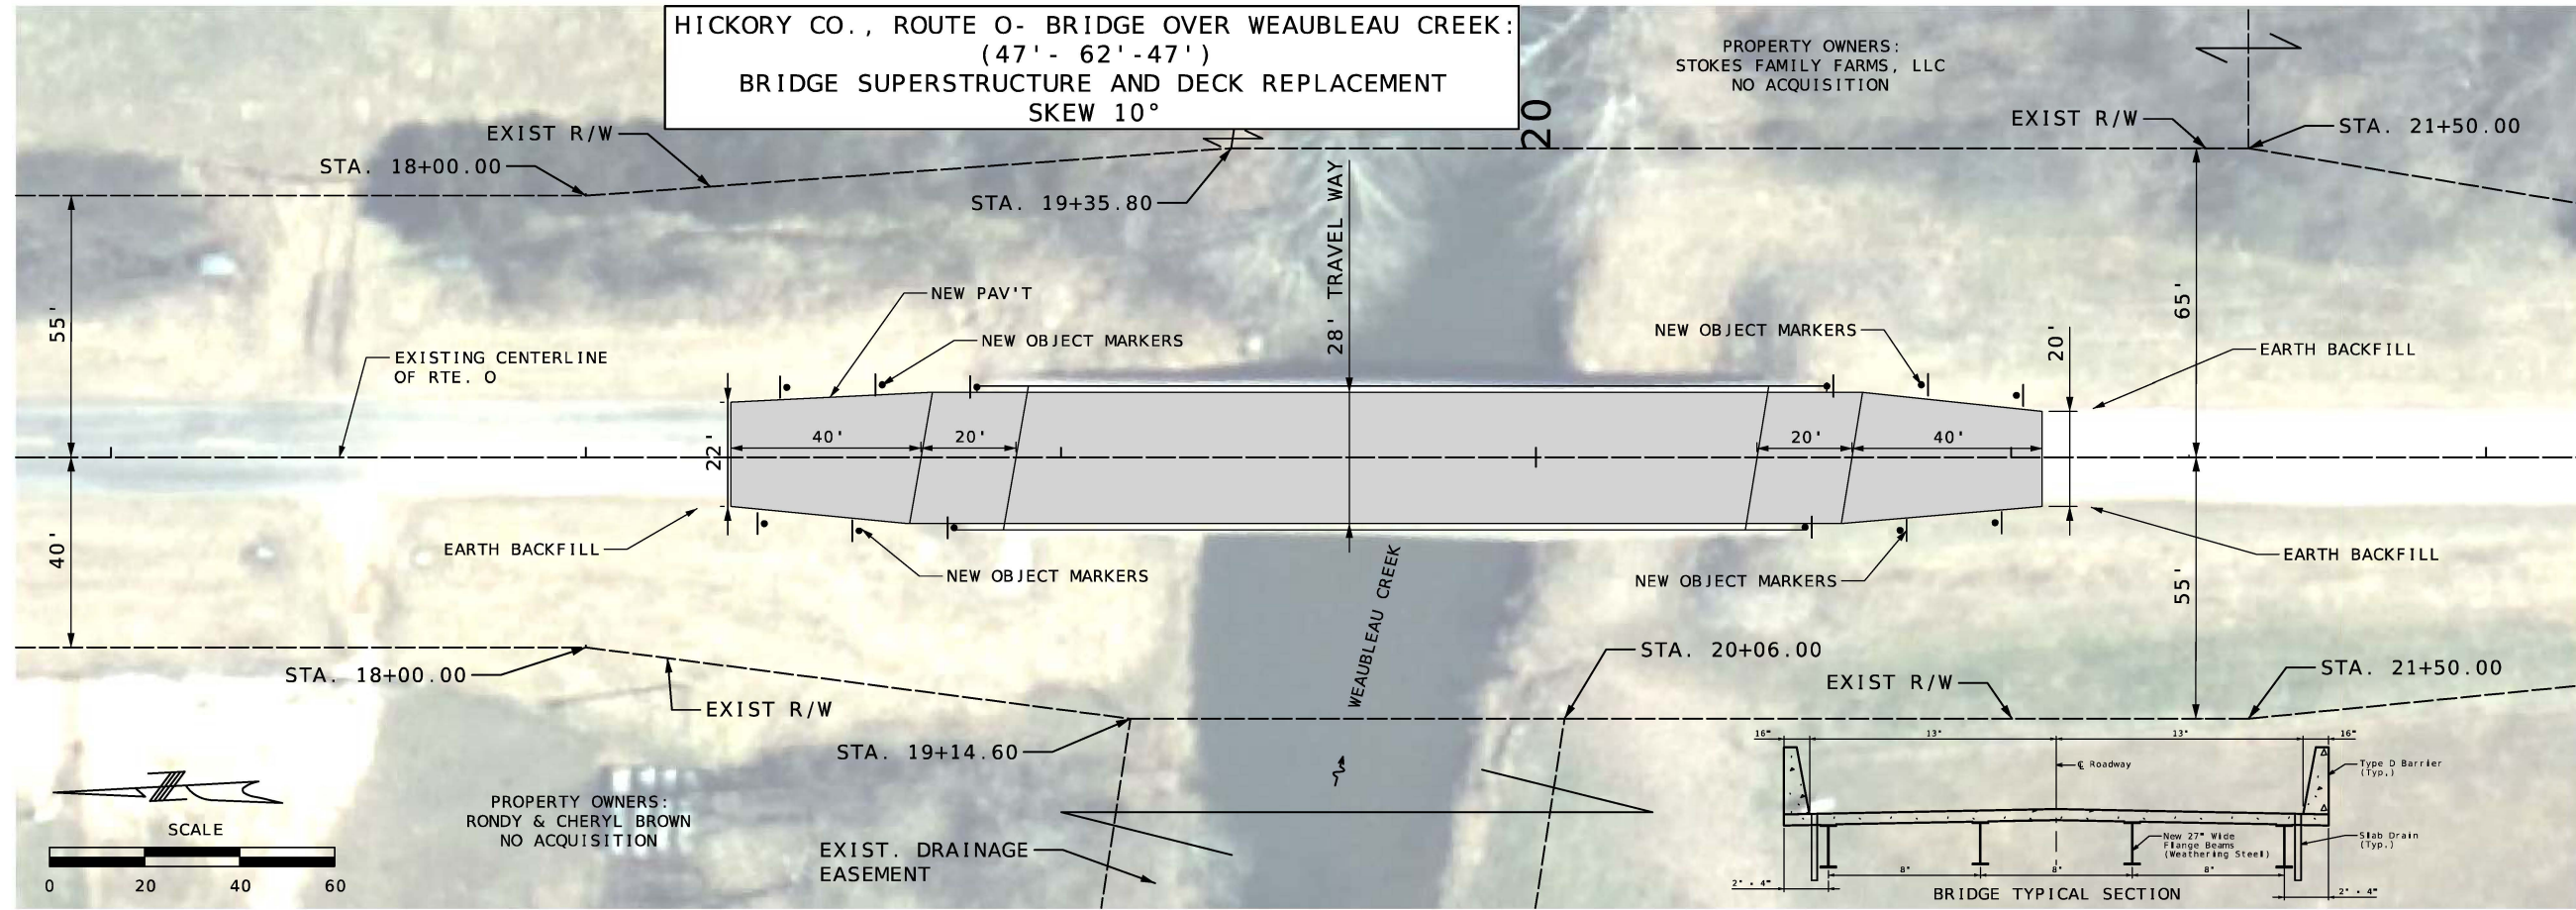 HICKORY CO., ROUTE O- BRIDGE OVER WEAUBLEAU CREEK:
(47'- 62'-47')
BRIDGE SUPERSTRUCTURE AND DECK REPLACEMENT
SKEW 10°
PROPERTY OWNERS:
STOKES FAMILY FARMS, LLC
NO ACQUISITION
20
EXIST R/W
STA. 18+00.00
STA. 19+35.80
EXIST R/W
STA. 21+50.00
28' TRAVEL WAY
55'
65'
NEW PAV'T
NEW OBJECT MARKERS
NEW OBJECT MARKERS
20'
EARTH BACKFILL
EXISTING CENTERLINE
OF RTE. O
22'
40'
20'
20'
40'
40'
EARTH BACKFILL
NEW OBJECT MARKERS
NEW OBJECT MARKERS
EARTH BACKFILL
55'
WEAUBLEAU CREEK
STA. 18+00.00
EXIST R/W
STA. 19+14.60
STA. 20+06.00
EXIST R/W
STA. 21+50.00
SCALE
0 20 40 60
PROPERTY OWNERS:
RONDY & CHERYL BROWN
NO ACQUISITION
EXIST. DRAINAGE
EASEMENT
16" 13' 13' 16"
℄ Roadway
Type D Barrier
(Typ.)
New 27" Wide
Flange Beams
(Weathering Steel)
Slab Drain
(Typ.)
8" 8" 8"
2' - 4" 2' - 4"
BRIDGE TYPICAL SECTION